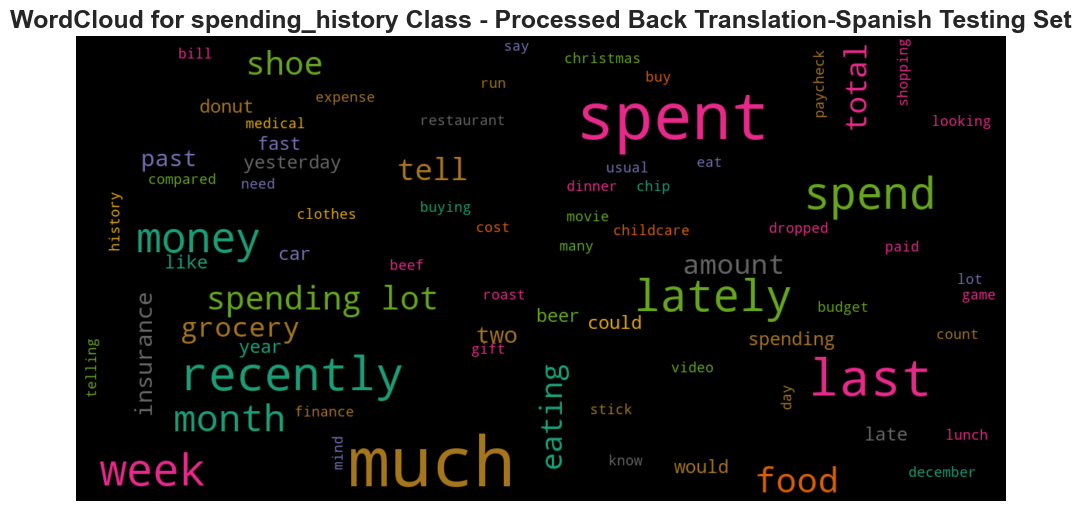 WordCloud for spending_history Class - Processed Back Translation-Spanish Testing Set
bill
say
christmas
shoe
run
buy
paycheck
total
shopping
donut
expense
medical
restaurant
spent
looking
fast
past
yesterday
tell
usual
eat
compared
need
dinner
chip
spend
history
clothes
buying
movie
cost
childcare
dropped
money
like
car
beef
many
amount
paid
spending lot
roast
lately
lot
game
budget
insurance
grocery
year
two
gift
beer
could
spending
count
telling
recently
eating
video
last
day
month
finance
stick
late
lunch
mind
week
much
know
would
food
december